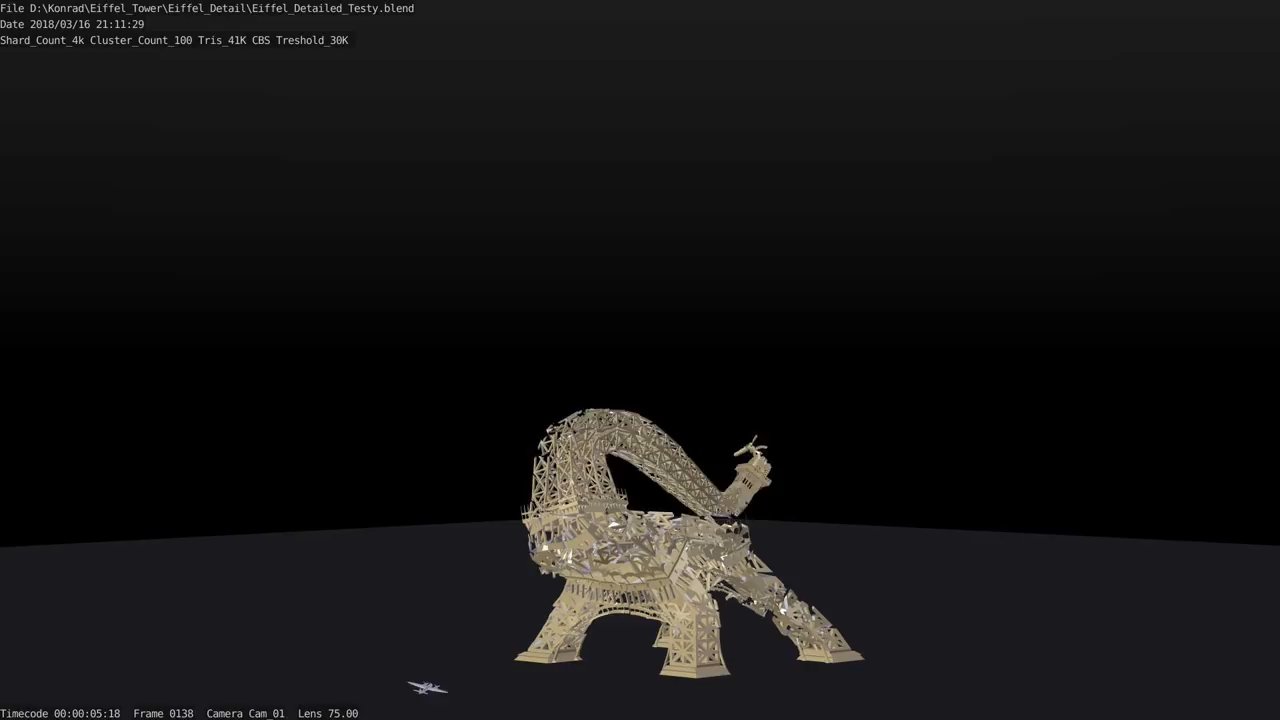 File D:\Konrad\Eiffel_Tower\Eiffel_Detail\Eiffel_Detailed_Testy.blend
Date 2018/03/16 21:11:29
Shard_Count_4k Cluster_Count_100 Tris_41K CBS Treshold_30K
Timecode 00:00:05:18 Frame 0138 Camera Cam_01 Lens 75.00